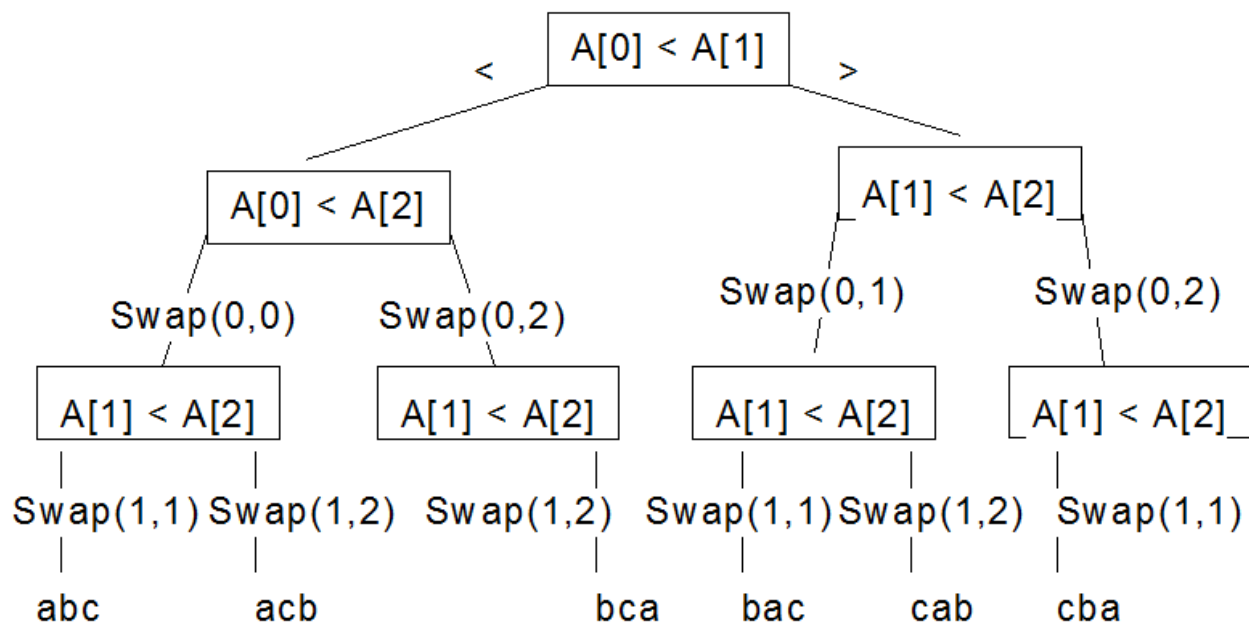 A[0] < A[1]
< >
A[0] < A[2] A[1] < A[2]
Swap(0,0) Swap(0,2) Swap(0,1) Swap(0,2)
A[1] < A[2] A[1] < A[2] A[1] < A[2] A[1] < A[2]
Swap(1,1) Swap(1,2) Swap(1,2) Swap(1,1) Swap(1,2) Swap(1,1)
abc acb bca bac cab cba